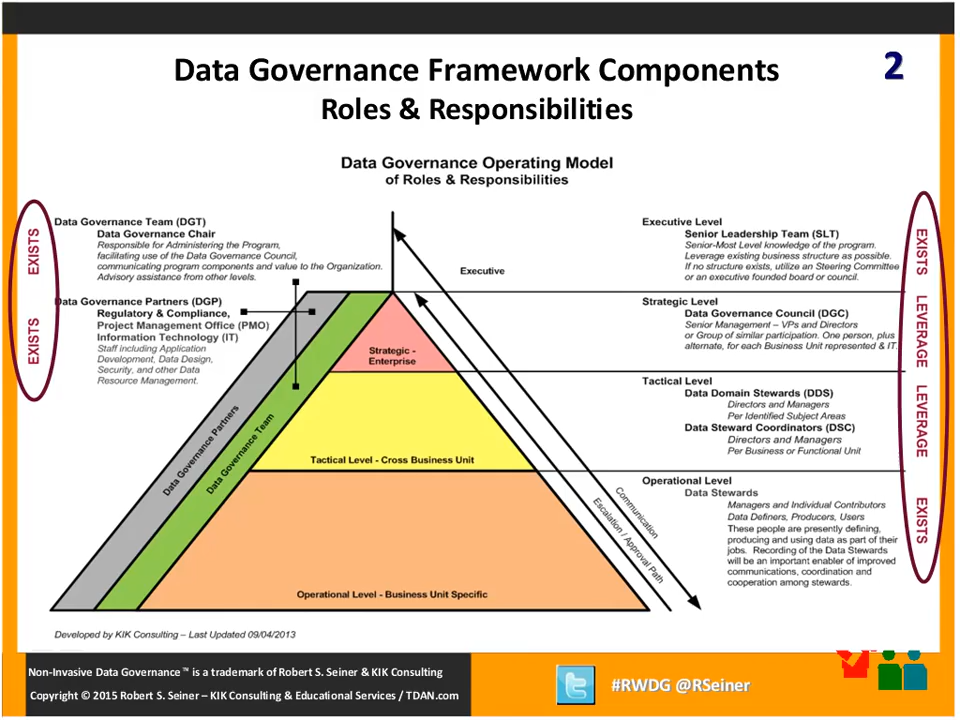 Data Governance Framework Components
Roles & Responsibilities
2
Data Governance Operating Model
of Roles & Responsibilities
EXISTS
EXISTS
Data Governance Team (DGT)
Data Governance Chair
Responsible for Administering the Program,
facilitating use of the Data Governance Council,
communicating program components and value to the Organization.
Advisory assistance from other levels.
Data Governance Partners (DGP)
Regulatory & Compliance,
Project Management Office (PMO)
Information Technology (IT)
Staff including Application
Development, Data Design,
Security, and other Data
Resource Management.
Executive
Strategic -
Enterprise
Tactical Level - Cross Business Unit
Operational Level - Business Unit Specific
Data Governance Partners
Data Governance Team
Communication
Escalation / Approval Path
Executive Level
Senior Leadership Team (SLT)
Senior-Most Level knowledge of the program.
Leverage existing business structure as possible.
If no structure exists, utilize an Steering Committee
or an executive founded board or council.
Strategic Level
Data Governance Council (DGC)
Senior Management – VPs and Directors
or Group of similar participation. One person, plus
alternate, for each Business Unit represented & IT.
Tactical Level
Data Domain Stewards (DDS)
Directors and Managers
Per Identified Subject Areas
Data Steward Coordinators (DSC)
Directors and Managers
Per Business or Functional Unit
Operational Level
Data Stewards
Managers and Individual Contributors
Data Definers, Producers, Users
These people are presently defining,
producing and using data as part of their
jobs. Recording of the Data Stewards
will be an important enabler of improved
communications, coordination and
cooperation among stewards.
EXISTS
LEVERAGE
LEVERAGE
EXISTS
Developed by KIK Consulting – Last Updated 09/04/2013
Non-Invasive Data Governance™ is a trademark of Robert S. Seiner & KIK Consulting
Copyright © 2015 Robert S. Seiner – KIK Consulting & Educational Services / TDAN.com
#RWDG @RSeiner